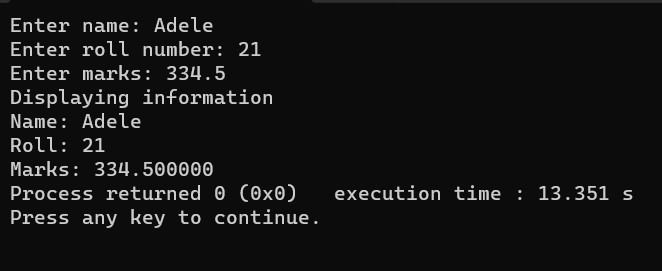 Enter name: Adele
Enter roll number: 21
Enter marks: 334.5
Displaying information
Name: Adele
Roll: 21
Marks: 334.500000
Process returned 0 (0x0)   execution time : 13.351 s
Press any key to continue.